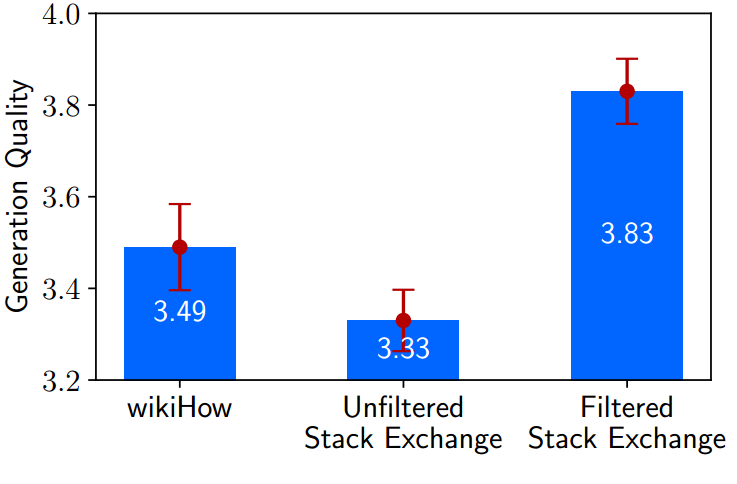 4.0
3.8
3.6
3.4
3.2
Generation Quality
3.49
3.33
3.83
wikiHow
Unfiltered
Stack Exchange
Filtered
Stack Exchange